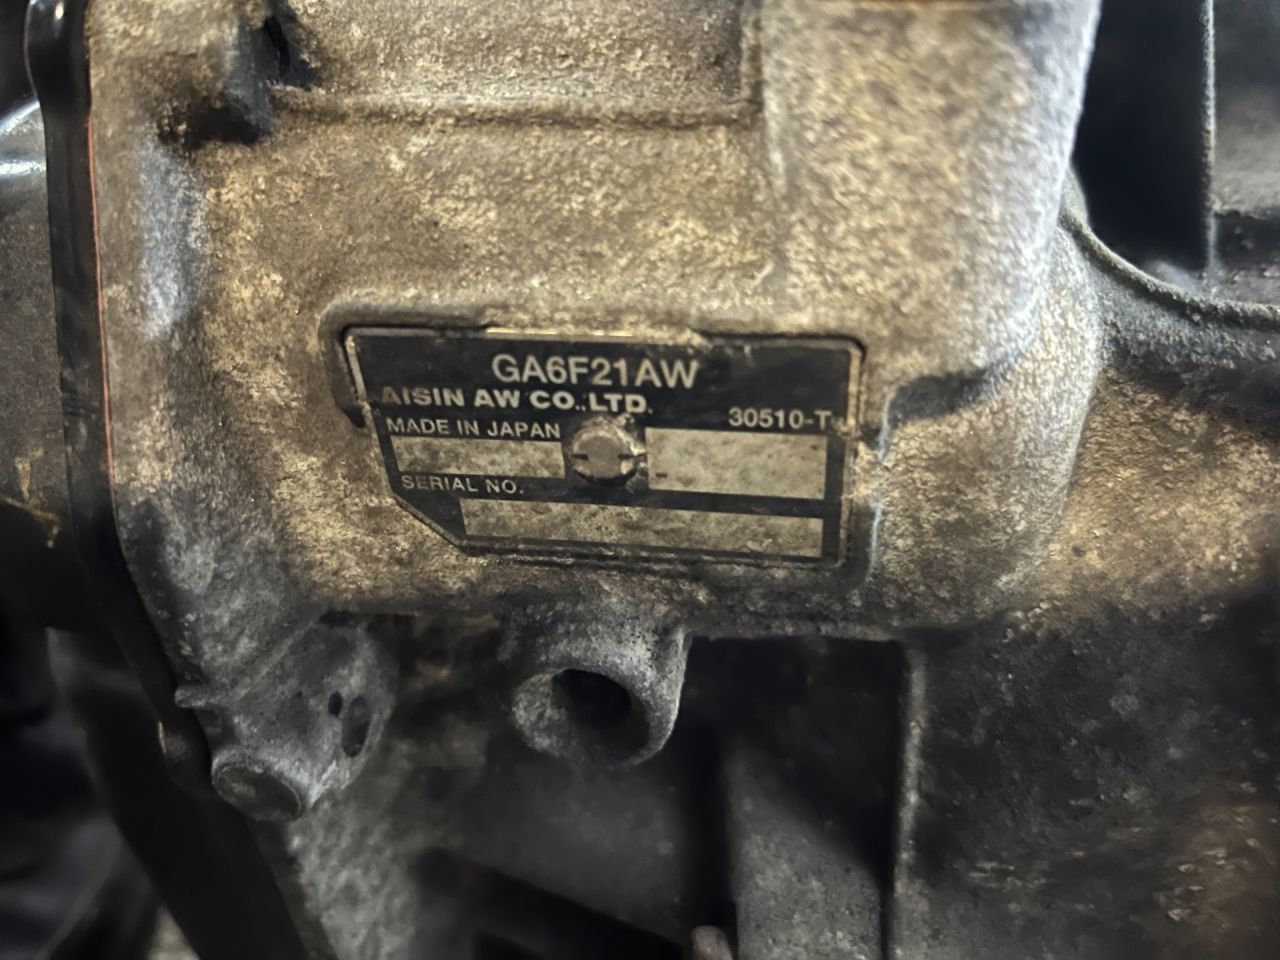 GA6F21AW
AISIN AW CO.,LTD.
30510-T
MADE IN JAPAN
SERIAL NO.